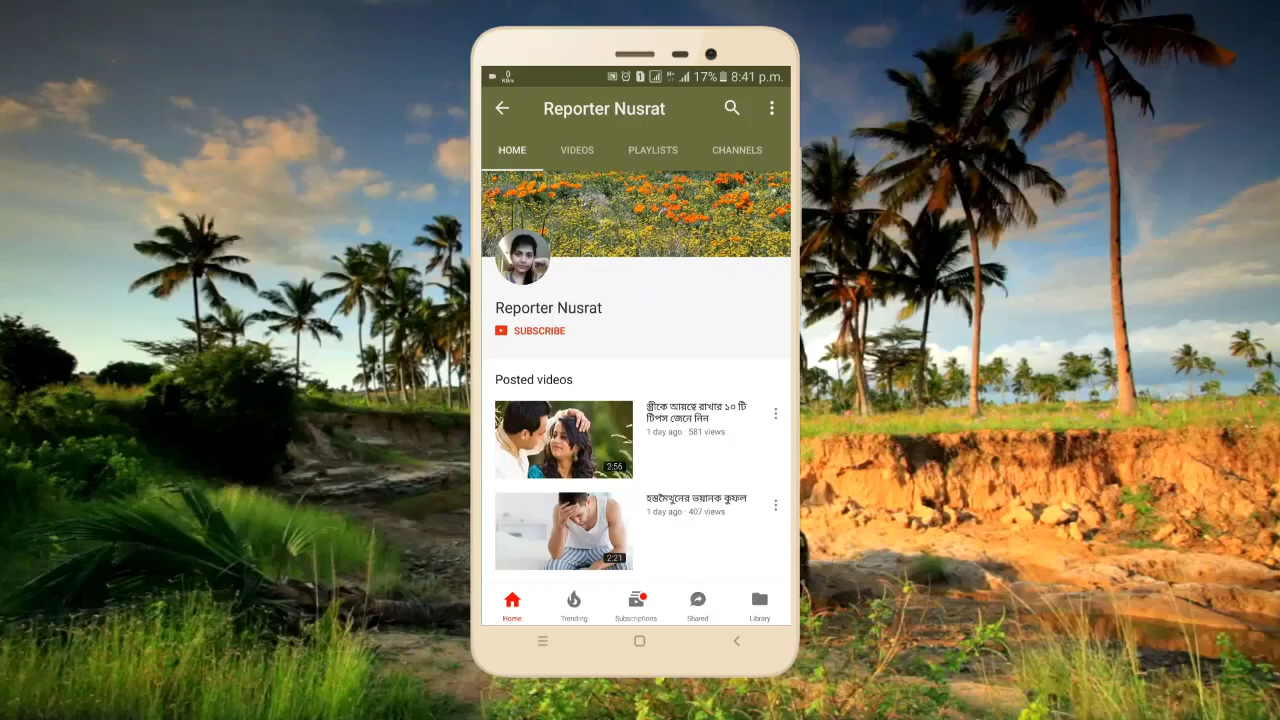 0
KB/s
17%
8:41 p.m.
Reporter Nusrat
HOME
VIDEOS
PLAYLISTS
CHANNELS
Reporter Nusrat
SUBSCRIBE
Posted videos
স্ত্রীকে আয়ত্বে রাখার ১০ টি
টিপস জেনে নিন
1 day ago · 581 views
2:56
হস্তমৈথুনের ভয়ানক কুফল
1 day ago · 407 views
2:21
Home
Trending
Subscriptions
Shared
Library